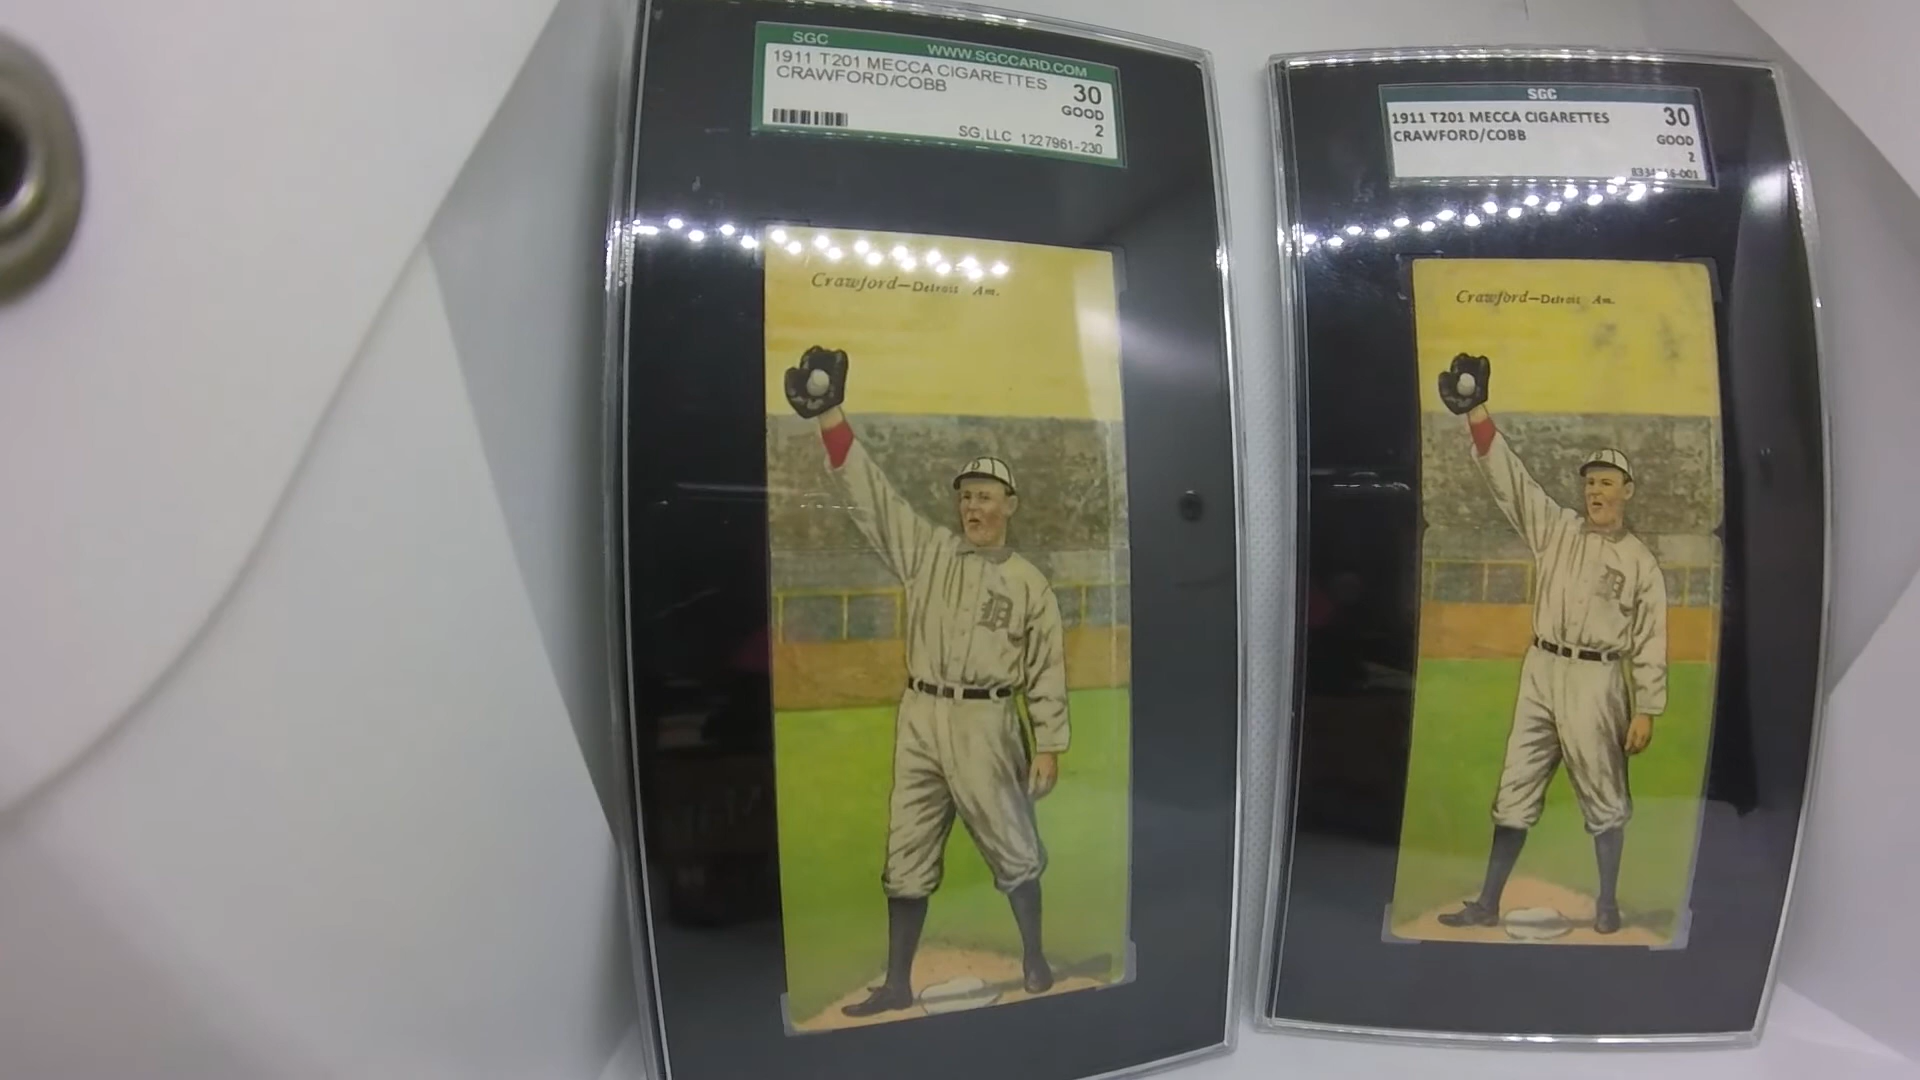 SGC WWW.SGCCARD.COM
1911 T201 MECCA CIGARETTES
CRAWFORD/COBB
30
GOOD
2
SG, LLC 1227961-230
Crawford—Detroit Am.
D
D
SGC
1911 T201 MECCA CIGARETTES
CRAWFORD/COBB
30
GOOD
2
Crawford—Detroit Am.
D
D